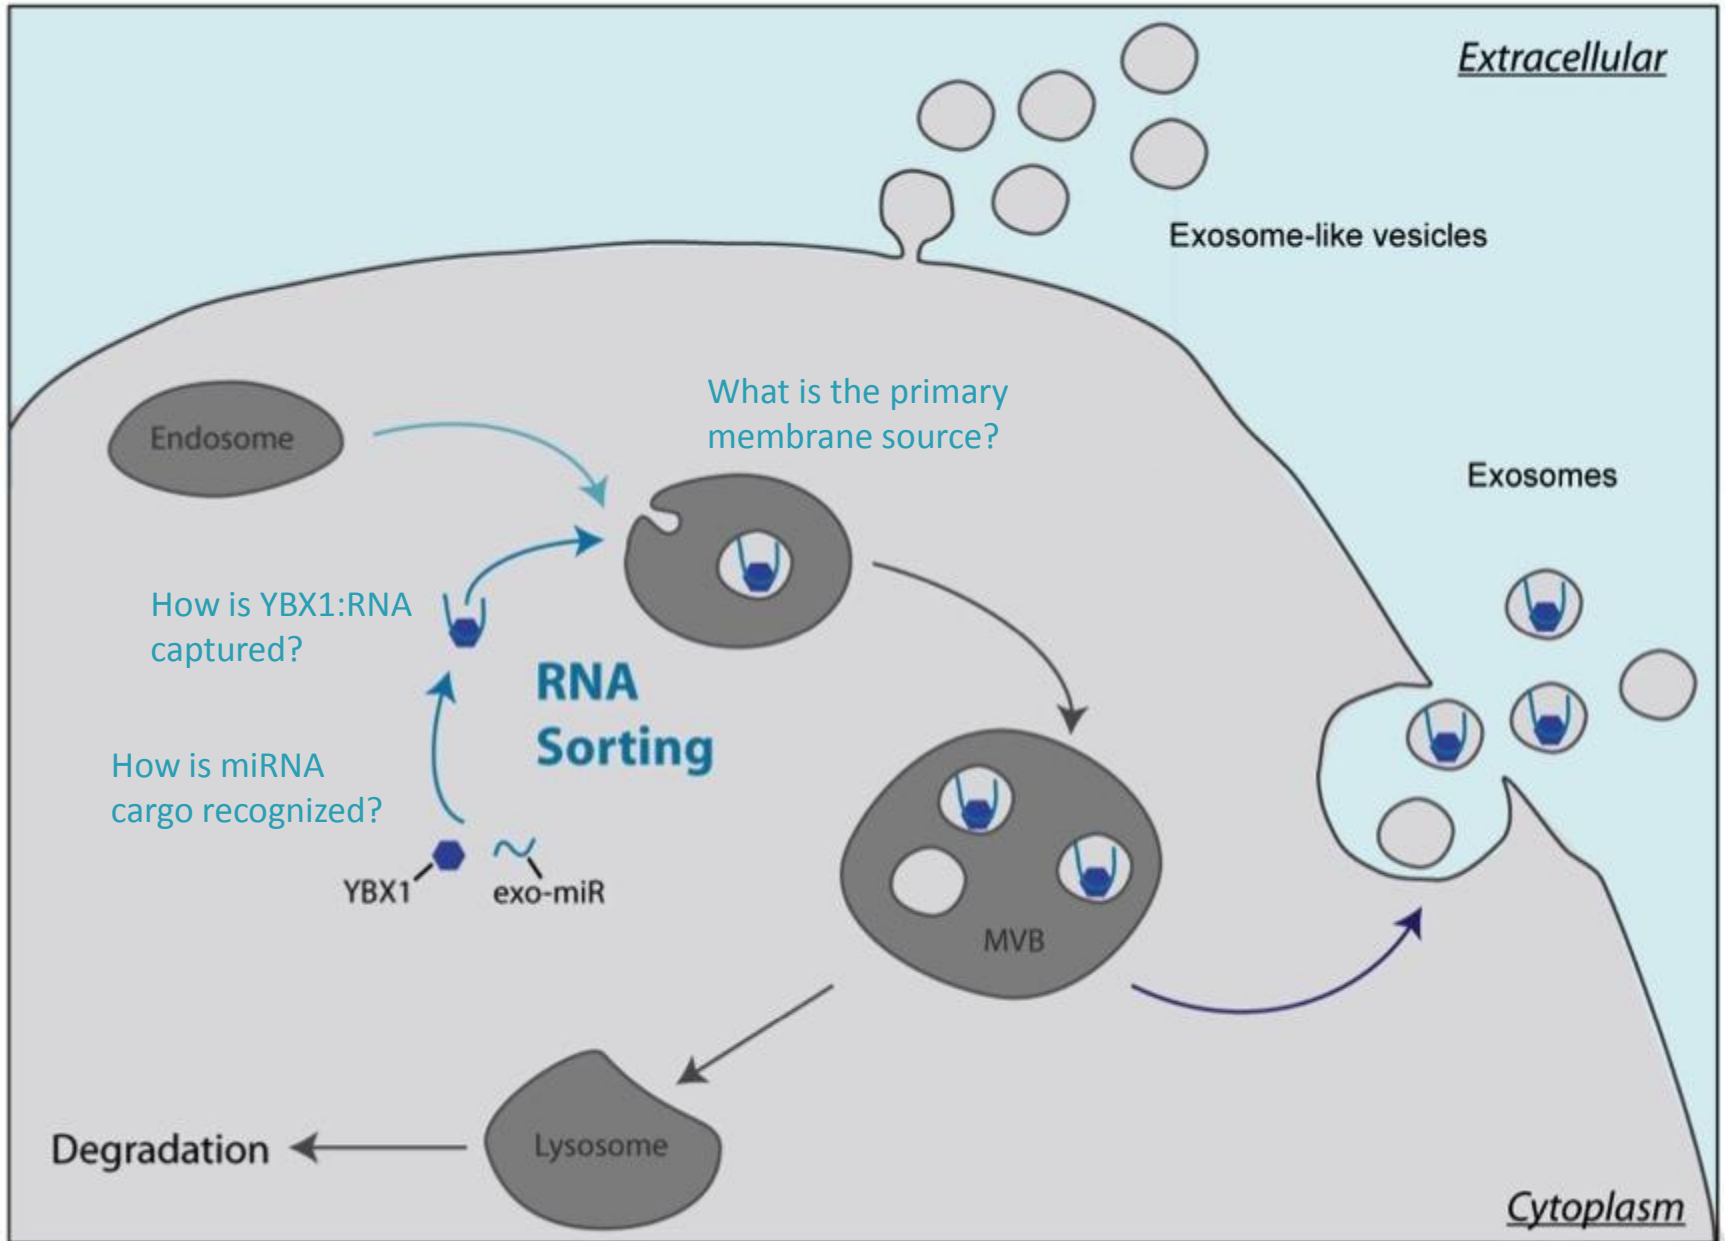 Extracellular
Exosome-like vesicles
What is the primary
membrane source?
Endosome
Exosomes
How is YBX1:RNA
captured?
RNA
Sorting
How is miRNA
cargo recognized?
YBX1
exo-miR
MVB
Lysosome
Degradation
Cytoplasm